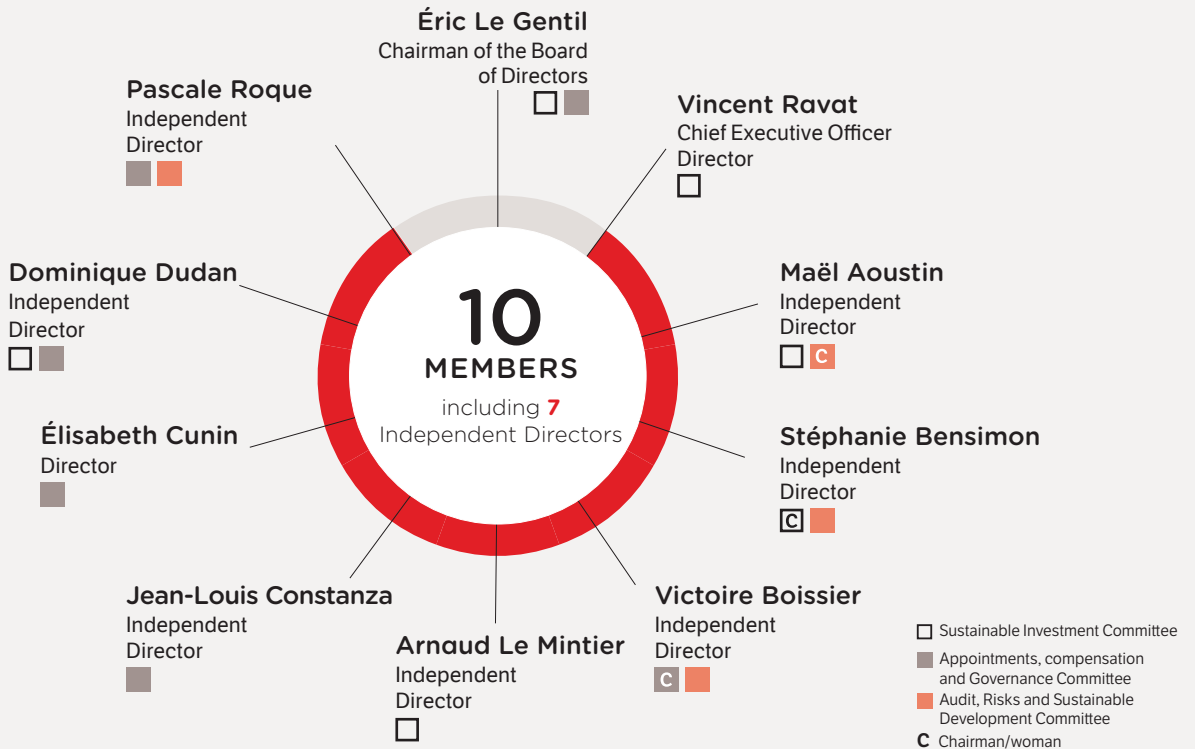 Éric Le Gentil
Chairman of the Board
of Directors
Pascale Roque
Independent
Director
Vincent Ravat
Chief Executive Officer
Director
Dominique Dudan
Independent
Director
Maël Aoustin
Independent
Director
C
10
MEMBERS
including 7
Independent Directors
Élisabeth Cunin
Director
Stéphanie Bensimon
Independent
Director
C
Jean-Louis Constanza
Independent
Director
Arnaud Le Mintier
Independent
Director
Victoire Boissier
Independent
Director
C
Sustainable Investment Committee
Appointments, compensation
and Governance Committee
Audit, Risks and Sustainable
Development Committee
C Chairman/woman